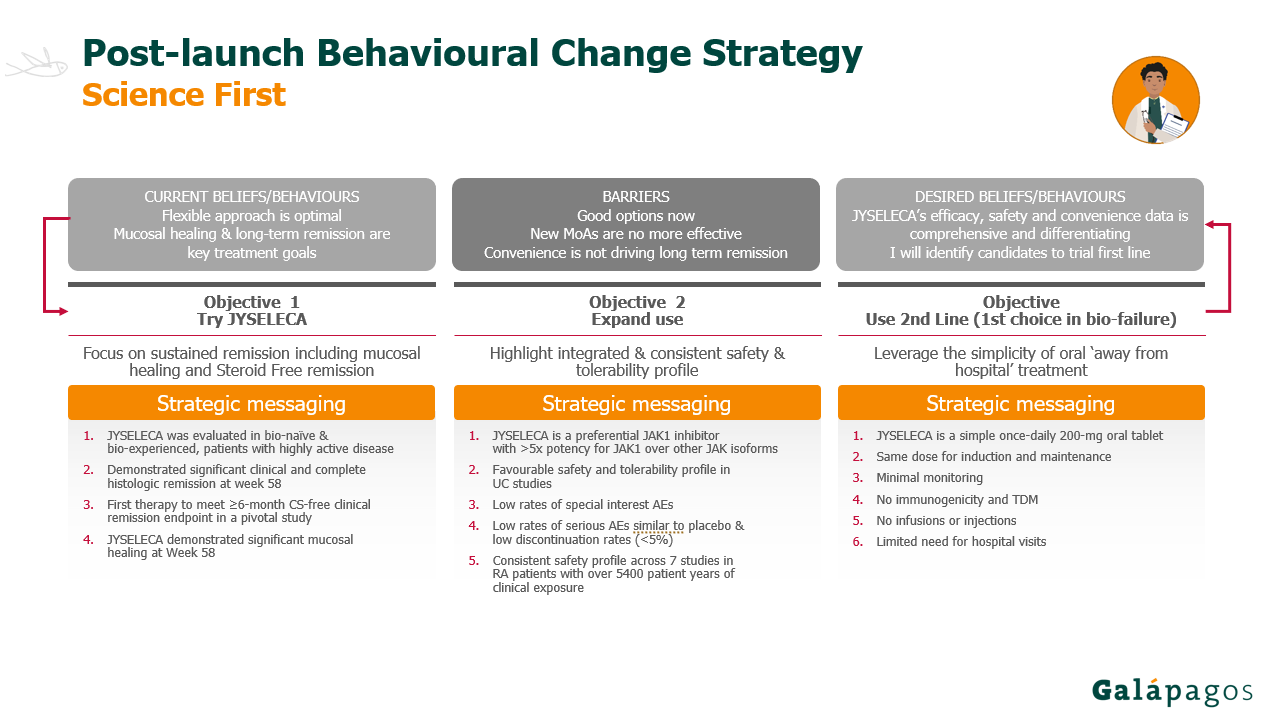 Post-launch Behavioural Change Strategy
Science First
CURRENT BELIEFS/BEHAVIOURS
Flexible approach is optimal
Mucosal healing & long-term remission are
key treatment goals
BARRIERS
Good options now
New MoAs are no more effective
Convenience is not driving long term remission
DESIRED BELIEFS/BEHAVIOURS
JYSELECA’s efficacy, safety and convenience data is
comprehensive and differentiating
I will identify candidates to trial first line
Objective 1
Try JYSELECA
Focus on sustained remission including mucosal
healing and Steroid Free remission
Strategic messaging
1. JYSELECA was evaluated in bio-naïve &
bio-experienced, patients with highly active disease
2. Demonstrated significant clinical and complete
histologic remission at week 58
3. First therapy to meet ≥6-month CS-free clinical
remission endpoint in a pivotal study
4. JYSELECA demonstrated significant mucosal
healing at Week 58
Objective 2
Expand use
Highlight integrated & consistent safety &
tolerability profile
Strategic messaging
1. JYSELECA is a preferential JAK1 inhibitor
with >5x potency for JAK1 over other JAK isoforms
2. Favourable safety and tolerability profile in
UC studies
3. Low rates of special interest AEs
4. Low rates of serious AEs similar to placebo &
low discontinuation rates (<5%)
5. Consistent safety profile across 7 studies in
RA patients with over 5400 patient years of
clinical exposure
Objective
Use 2nd Line (1st choice in bio-failure)
Leverage the simplicity of oral ‘away from
hospital’ treatment
Strategic messaging
1. JYSELECA is a simple once-daily 200-mg oral tablet
2. Same dose for induction and maintenance
3. Minimal monitoring
4. No immunogenicity and TDM
5. No infusions or injections
6. Limited need for hospital visits
Galápagos